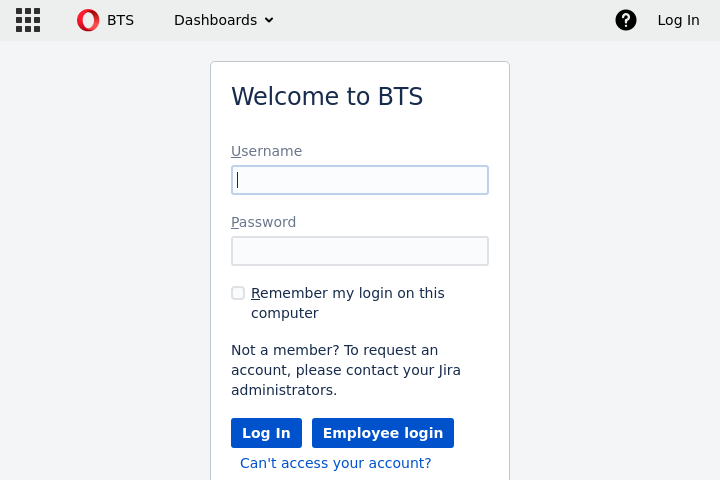 BTS Dashboards Log In
Welcome to BTS
Username
Password
Remember my login on this
computer
Not a member? To request an
account, please contact your Jira
administrators.
Log In Employee login
Can't access your account?